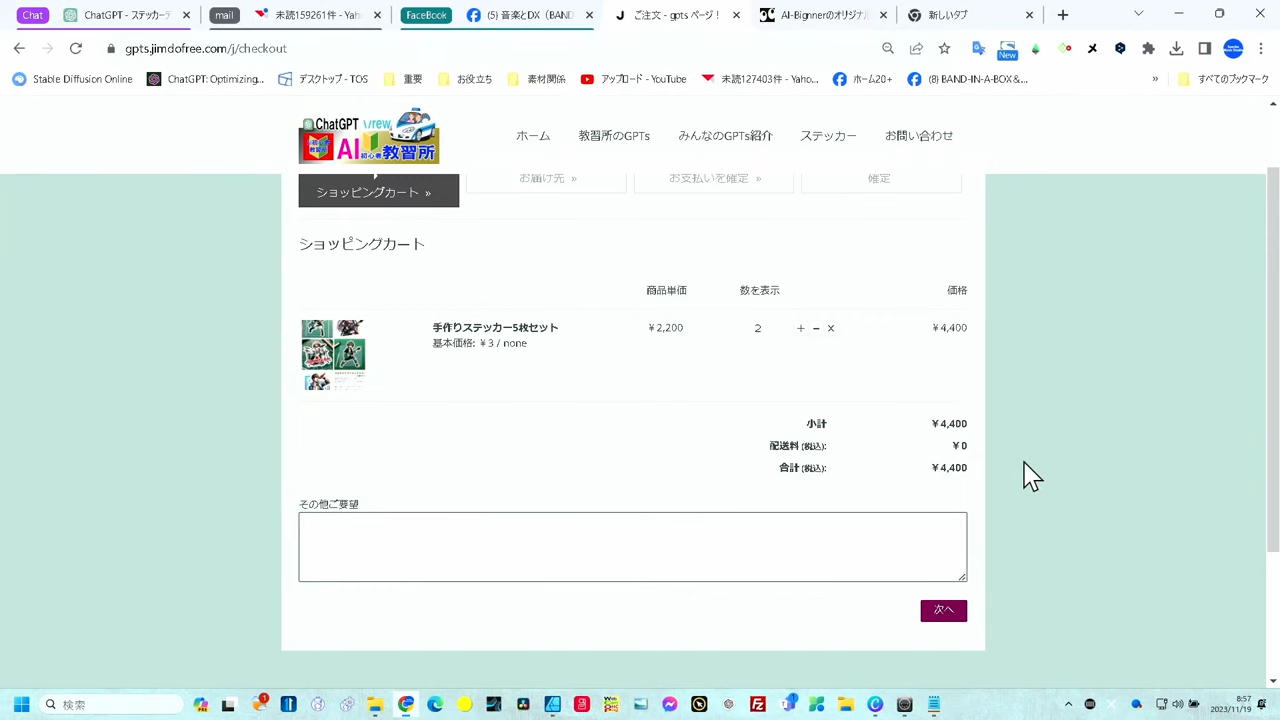 Chat
ChatGPT - ステッカーデ
mail
未読159261件 - Yah
FaceBook
(5) 音楽とDX（BAND
ご注文 - gpts ページ
AI-Bignnerのオリジ
新しいタブ
gpts.jimdofree.com/j/checkout
New
Stable Diffusion Online
ChatGPT: Optimizing...
デスクトップ - TOS
重要
お役立ち
素材関係
アップロード - YouTube
未読127403件 - Yaho...
ホーム20+
(8) BAND-IN-A-BOX＆...
»
すべてのブックマーク
ChatGPT Vrew
AI初心者教習所
ホーム
教習所のGPTs
みんなのGPTs紹介
ステッカー
お問い合わせ
ショッピングカート »
お届け先 »
お支払いを確定 »
確定
ショッピングカート
商品単価
数を表示
価格
手作りステッカー5枚セット
￥2,200
2
+ − x
￥4,400
基本価格: ￥3 / none
小計
￥4,400
配送料 (税込):
￥0
合計 (税込):
￥4,400
その他ご要望
次へ
検索
8:57
2023/11/19